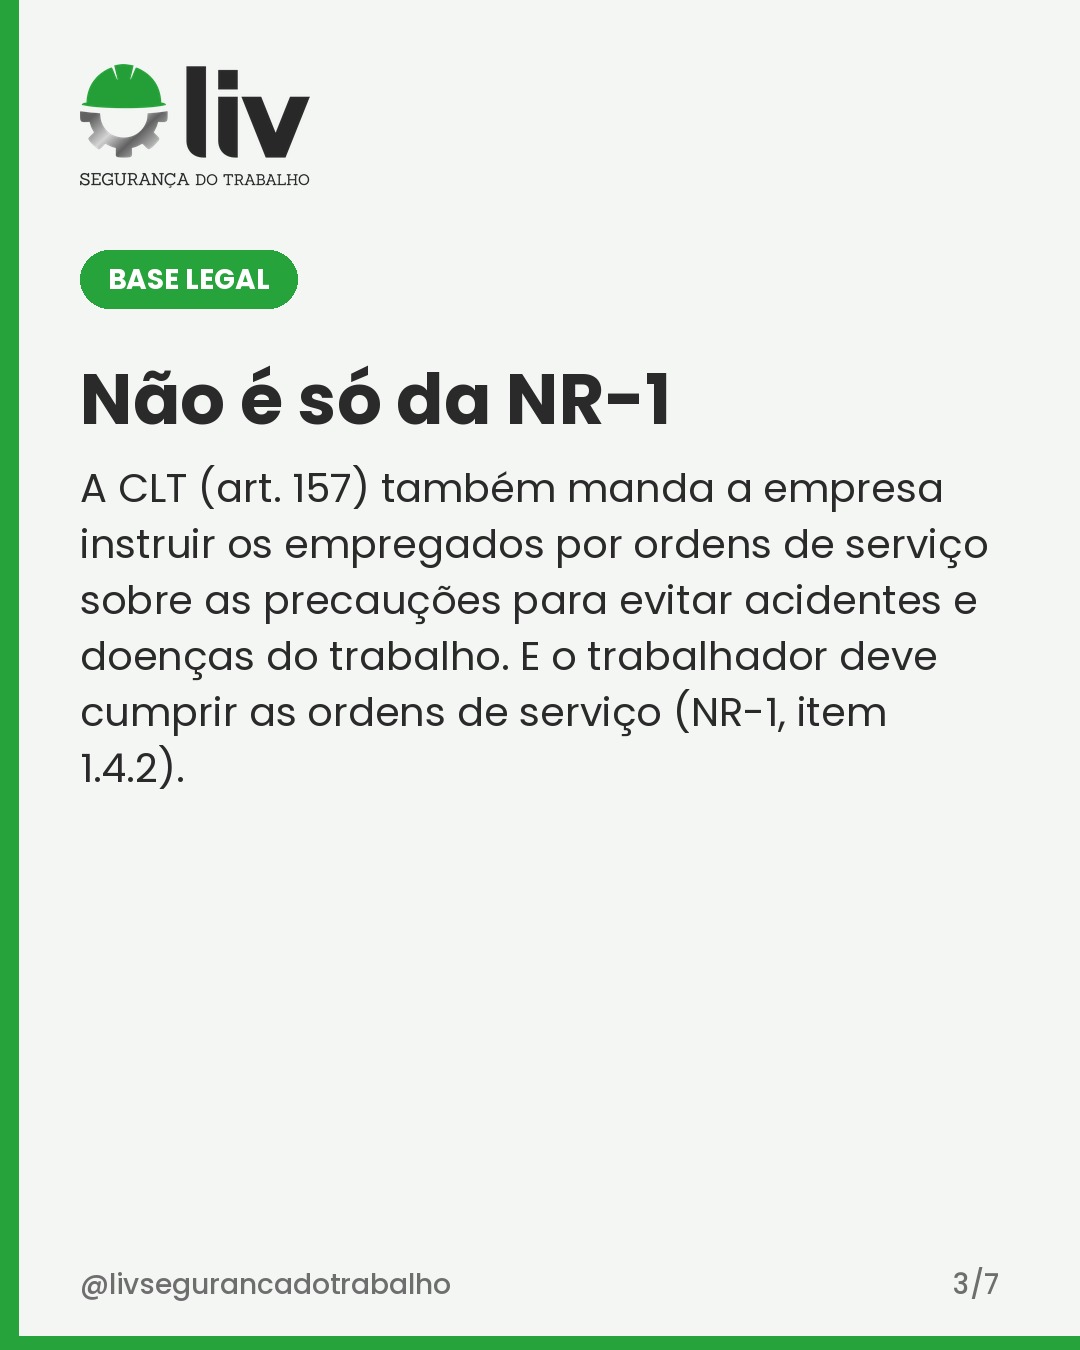 liv
SEGURANÇA DO TRABALHO
BASE LEGAL
Não é só da NR-1
A CLT (art. 157) também manda a empresa
instruir os empregados por ordens de serviço
sobre as precauções para evitar acidentes e
doenças do trabalho. E o trabalhador deve
cumprir as ordens de serviço (NR-1, item
1.4.2).
@livsegurancadotrabalho
3/7